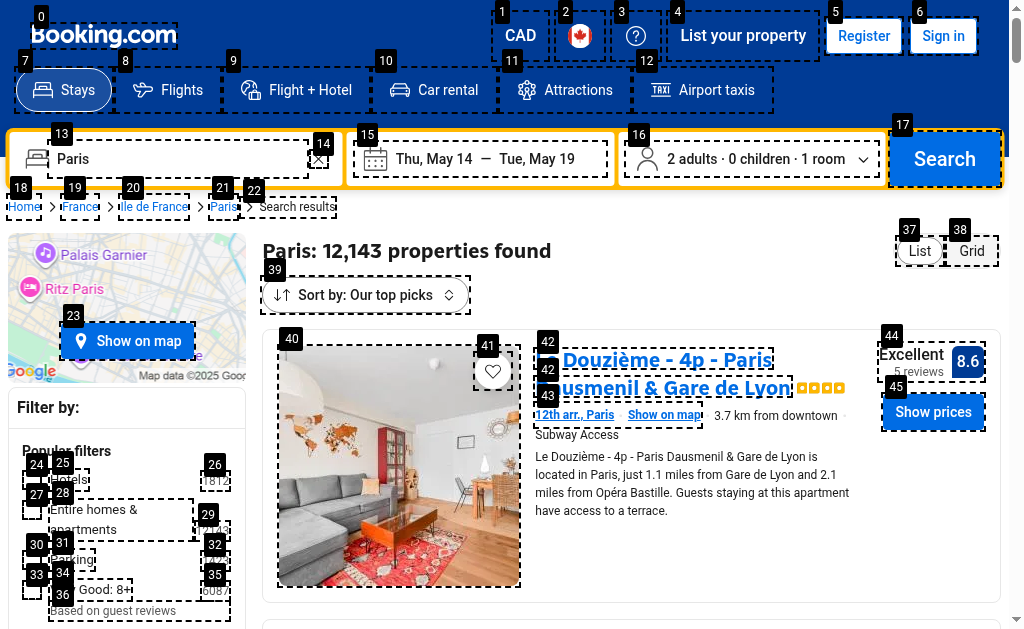 Booking.com
CAD
List your property
Register
Sign in
Stays
Flights
Flight + Hotel
Car rental
Attractions
Airport taxis
Paris
Thu, May 14 — Tue, May 19
2 adults · 0 children · 1 room
Search
Home
France
Ile de France
Paris
Search results
Palais Garnier
Ritz Paris
Show on map
Google
Map data ©2025 Goog
Paris: 12,143 properties found
List
Grid
Sort by: Our top picks
Filter by:
Popular filters
Hotels
1812
Entire homes &
apartments
12143
Parking
Good: 8+
6087
Based on guest reviews
Douzième - 4p - Paris
Dausmenil & Gare de Lyon
12th arr., Paris
Show on map
3.7 km from downtown
Subway Access
Le Douzième - 4p - Paris Dausmenil & Gare de Lyon is
located in Paris, just 1.1 miles from Gare de Lyon and 2.1
miles from Opéra Bastille. Guests staying at this apartment
have access to a terrace.
Excellent
5 reviews
8.6
Show prices
0
1
2
3
4
5
6
7
8
9
10
11
12
13
14
15
16
17
18
19
20
21
22
23
24
25
26
27
28
29
30
31
32
33
34
35
36
37
38
39
40
41
42
42
43
44
45